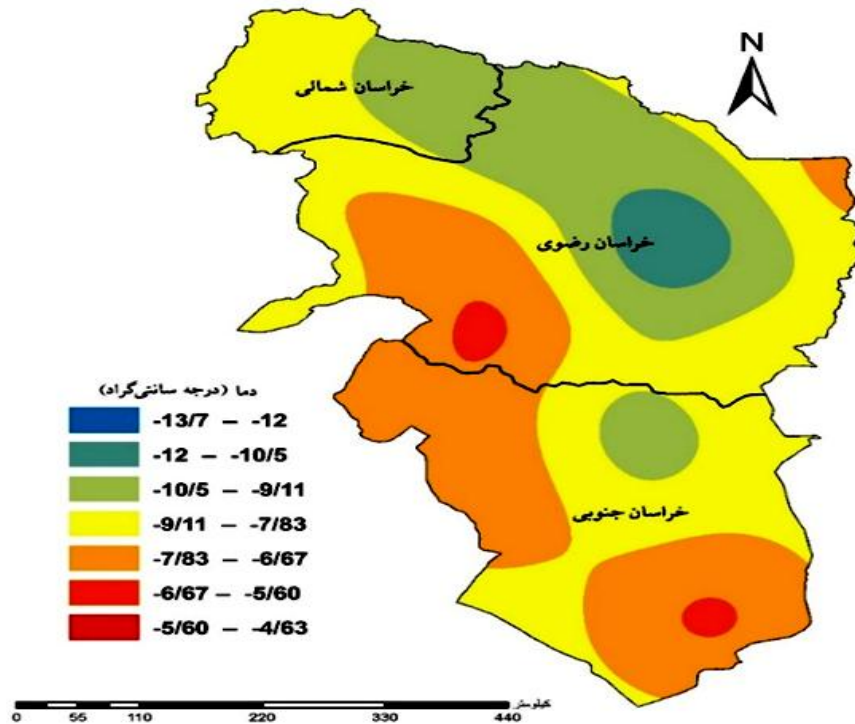 N
خراسان شمالی
خراسان رضوی
خراسان جنوبی
دما (درجه سانتی‌گراد)
-13/7 – -12
-12 – -10/5
-10/5 – -9/11
-9/11 – -7/83
-7/83 – -6/67
-6/67 – -5/60
-5/60 – -4/63
کیلومتر
0 55 110 220 330 440